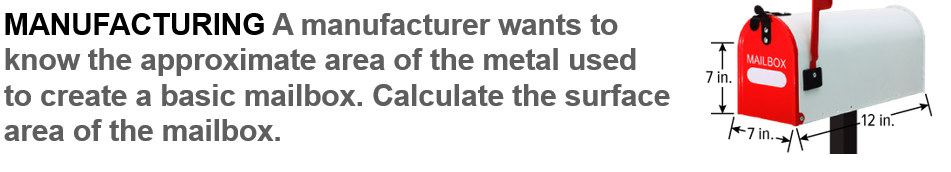 MANUFACTURING A manufacturer wants to
know the approximate area of the metal used
to create a basic mailbox. Calculate the surface
area of the mailbox.
MAILBOX
7 in.
7 in.
12 in.